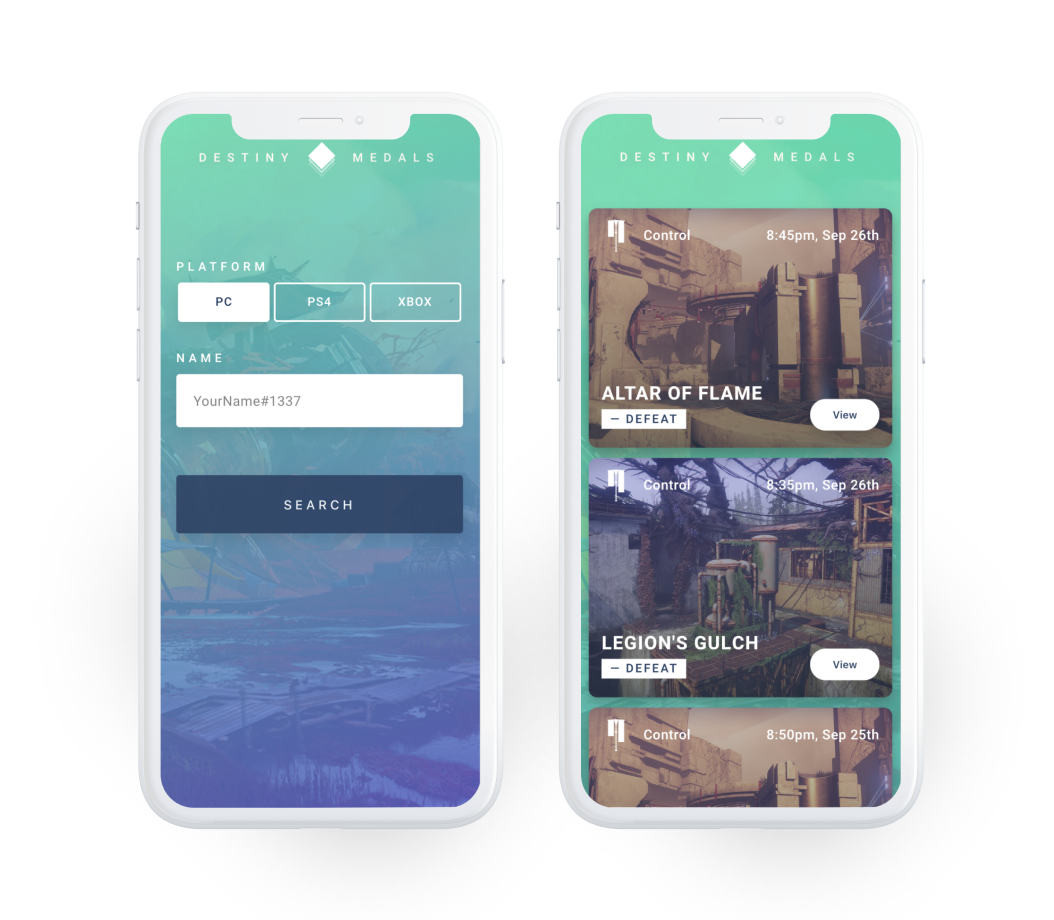 DESTINY MEDALS
PLATFORM
PC PS4 XBOX
NAME
YourName#1337
SEARCH
DESTINY MEDALS
Control 8:45pm, Sep 26th
ALTAR OF FLAME
— DEFEAT
View
Control 8:35pm, Sep 26th
LEGION'S GULCH
— DEFEAT
View
Control 8:50pm, Sep 25th